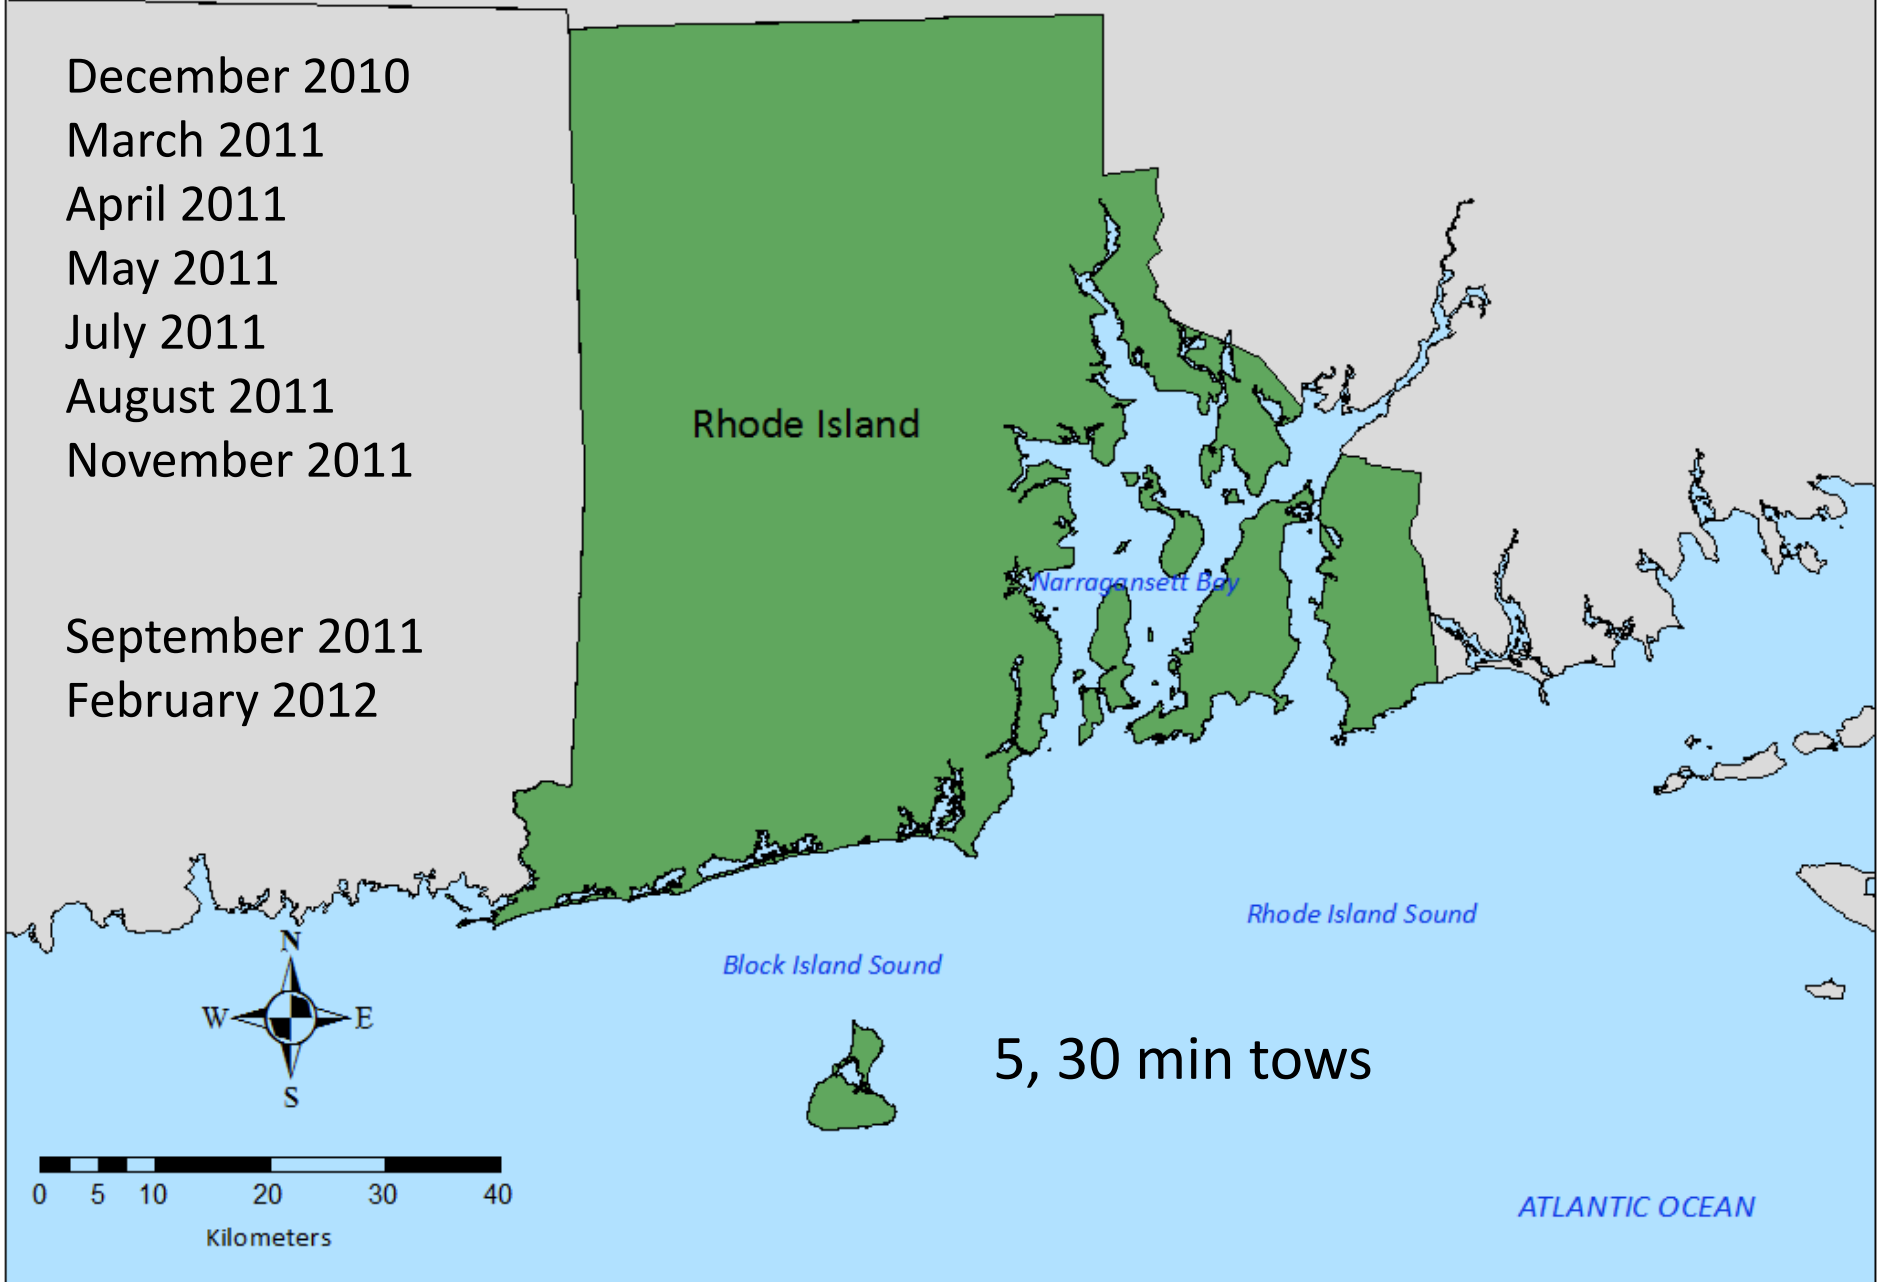 December 2010
March 2011
April 2011
May 2011
July 2011
August 2011
November 2011
September 2011
February 2012
Rhode Island
Narragansett Bay
Rhode Island Sound
Block Island Sound
5, 30 min tows
ATLANTIC OCEAN
N
W E
S
0 5 10 20 30 40
Kilometers